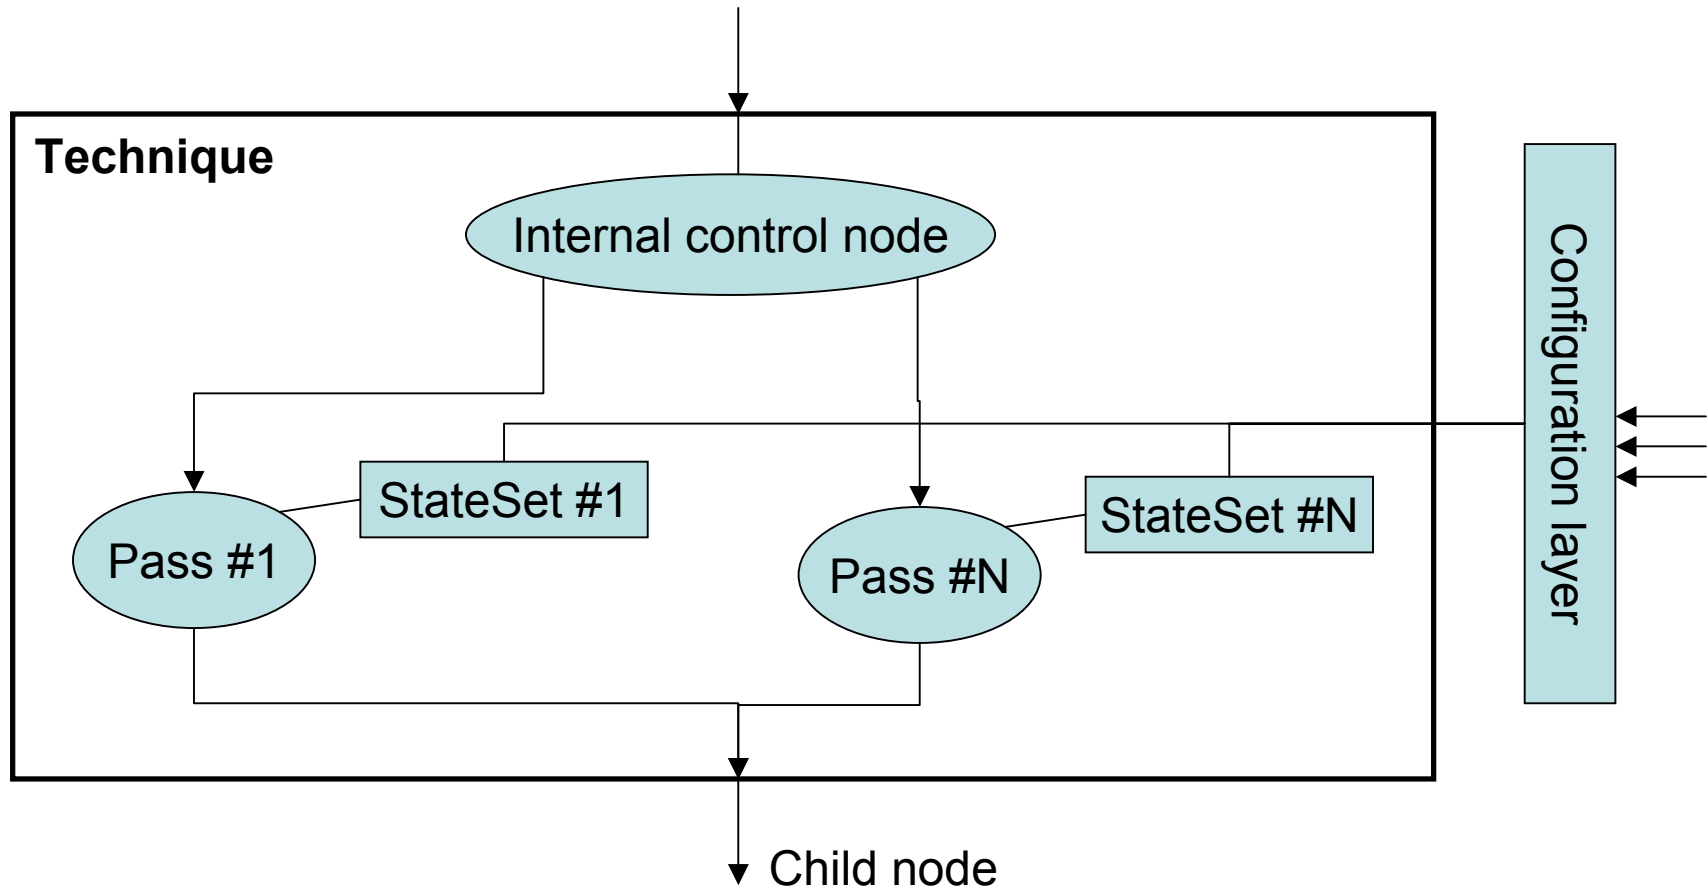 Technique
Internal control node
Configuration layer
StateSet #1
StateSet #N
Pass #1
Pass #N
Child node